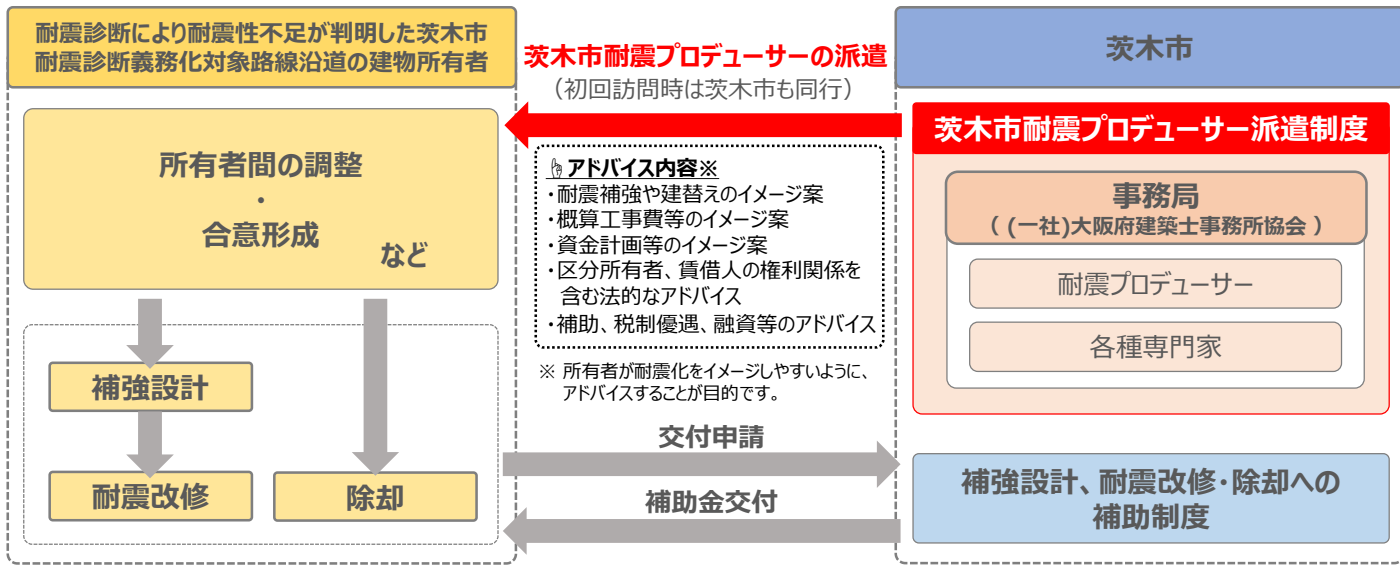 耐震診断により耐震性不足が判明した茨木市
耐震診断義務化対象路線沿道の建物所有者
所有者間の調整
・
合意形成
など
補強設計
耐震改修
除却
茨木市耐震プロデューサーの派遣
（初回訪問時は茨木市も同行）
アドバイス内容※
・耐震補強や建替えのイメージ案
・概算工事費等のイメージ案
・資金計画等のイメージ案
・区分所有者、賃借人の権利関係を
含む法的なアドバイス
・補助、税制優遇、融資等のアドバイス
※ 所有者が耐震化をイメージしやすいように、
アドバイスすることが目的です。
交付申請
補助金交付
茨木市
茨木市耐震プロデューサー派遣制度
事務局
（ (一社)大阪府建築士事務所協会 ）
耐震プロデューサー
各種専門家
補強設計、耐震改修・除却への
補助制度